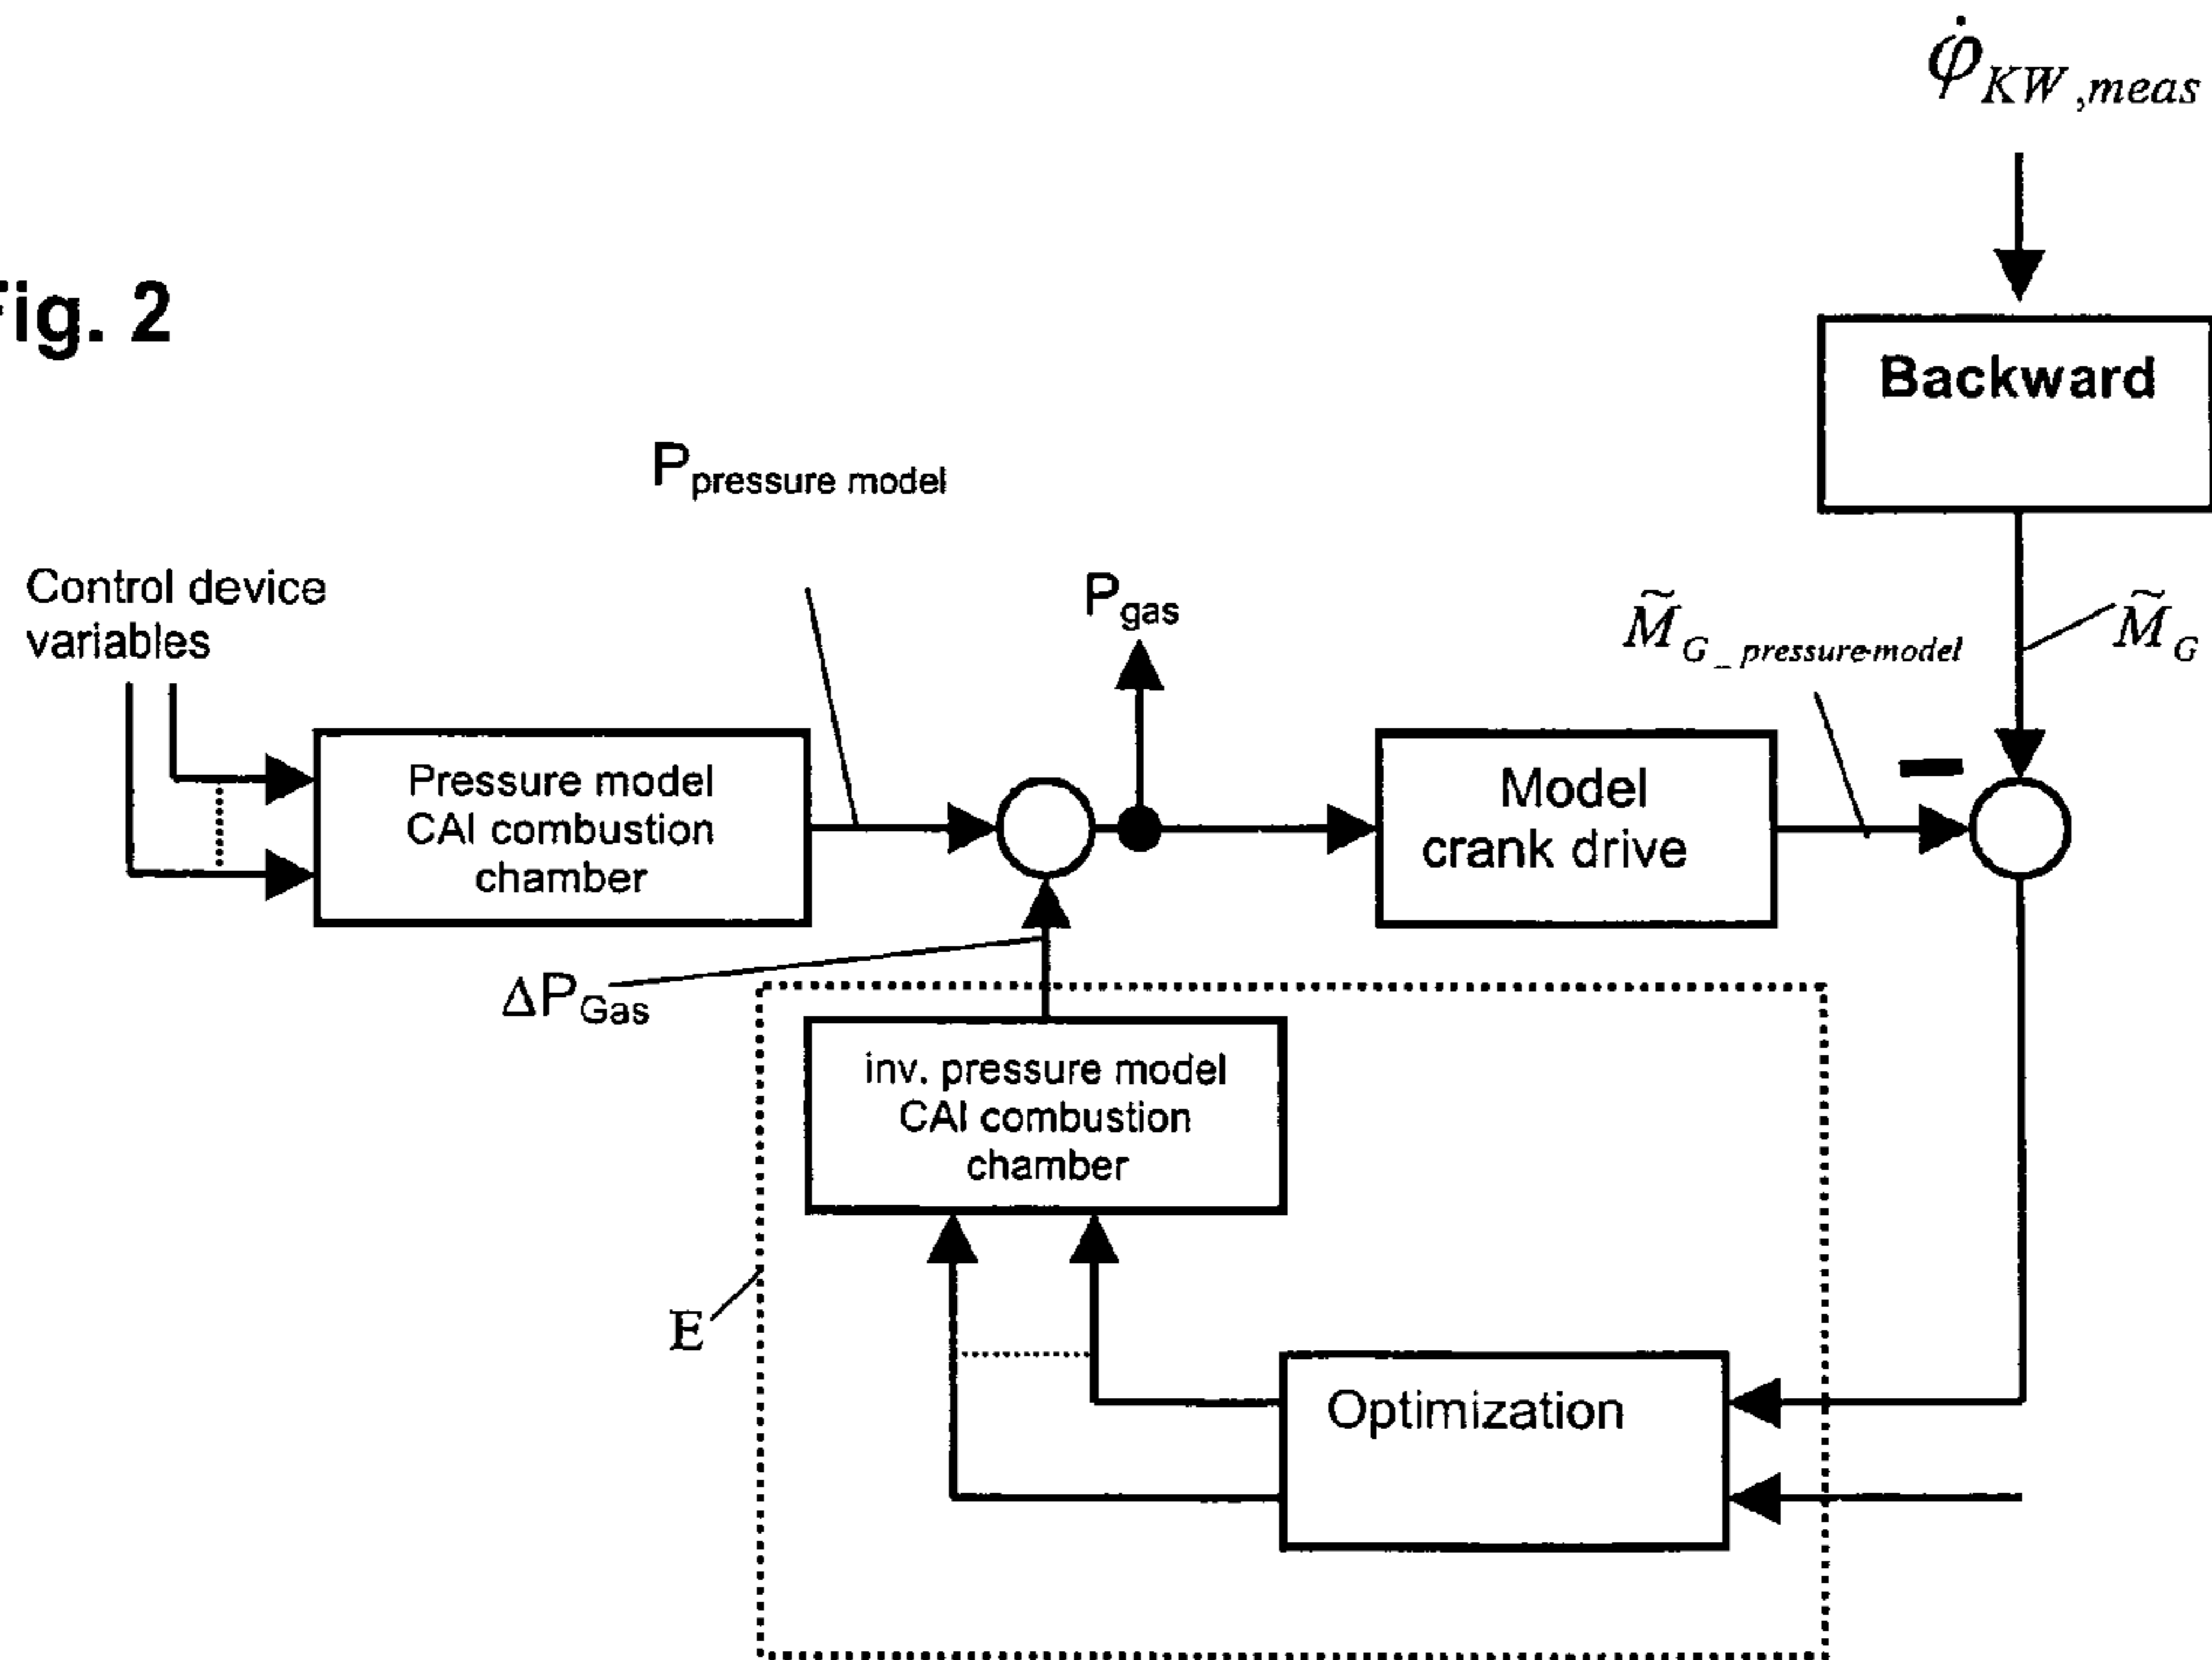 φ̇KW,meas
Fig. 2
Backward
Ppressure model
Control device
variables
Pgas
M̃G_pressure model
M̃G
Pressure model
CAI combustion
chamber
Model
crank drive
ΔPGas
inv. pressure model
CAI combustion
chamber
E
Optimization